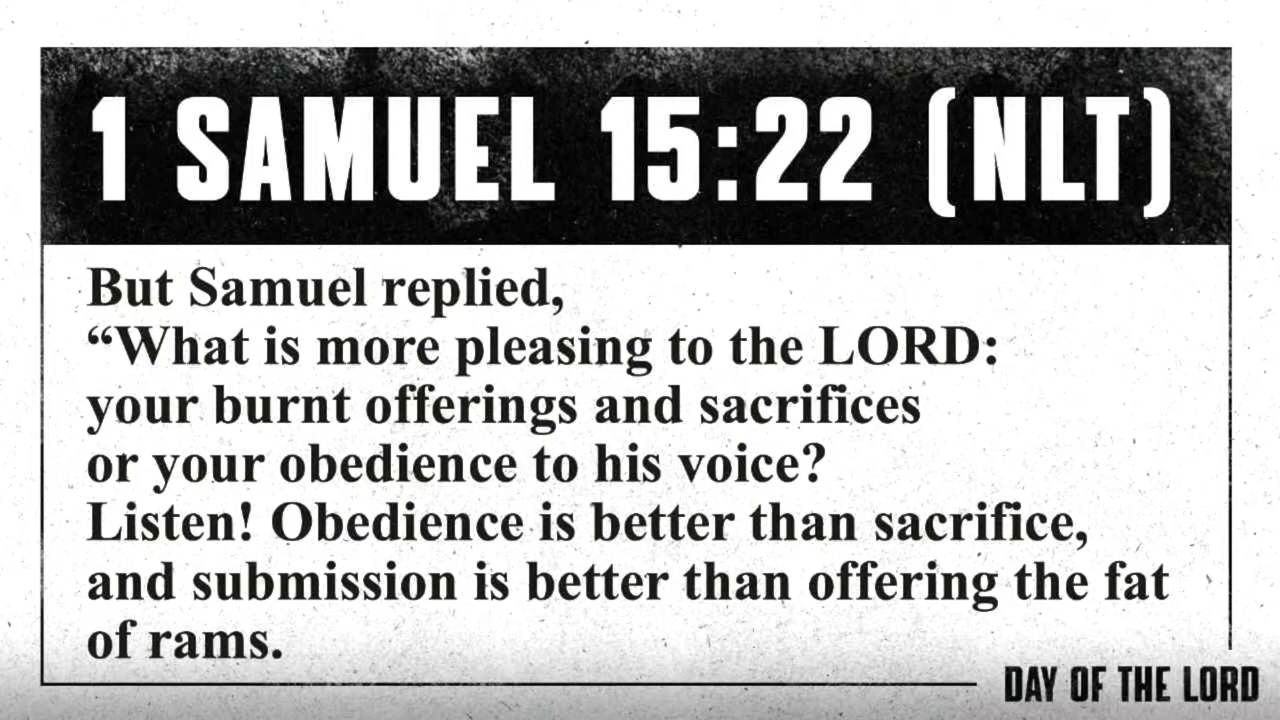 1 SAMUEL 15:22 (NLT)
But Samuel replied,
“What is more pleasing to the LORD:
your burnt offerings and sacrifices
or your obedience to his voice?
Listen! Obedience is better than sacrifice,
and submission is better than offering the fat
of rams.
DAY OF THE LORD